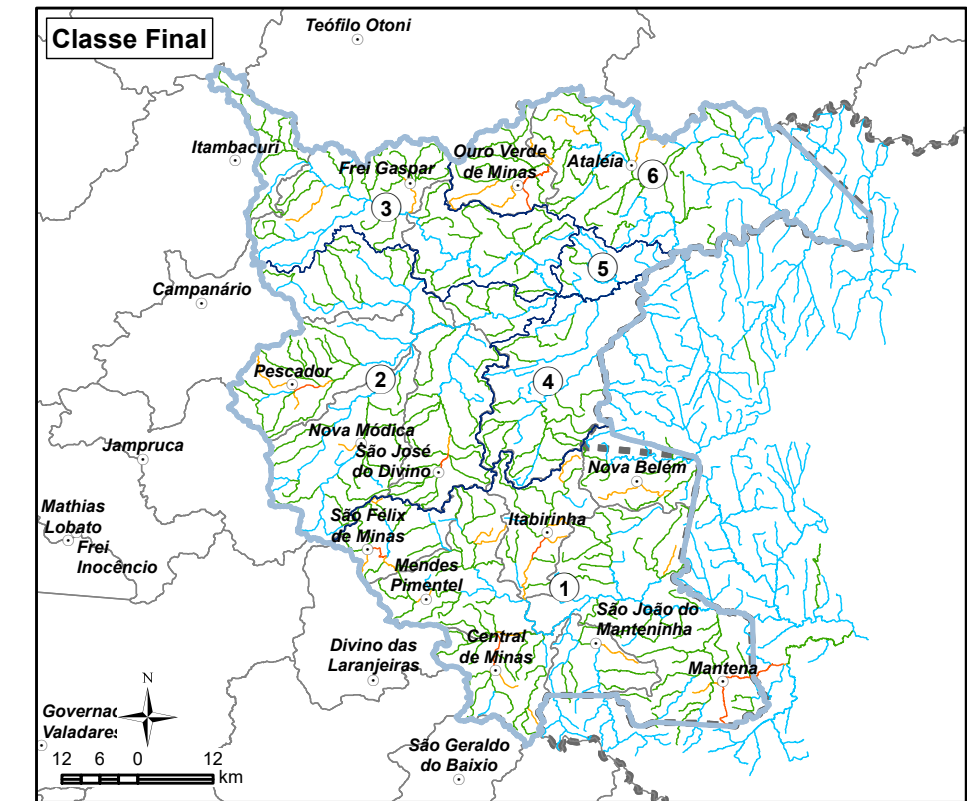 Classe Final
Teófilo Otoni
Itambacuri
Frei Gaspar
Ouro Verde
de Minas
Ataléia
6
3
5
Campanário
Pescador
2
4
Nova Módica
São José
do Divino
Jampruca
Nova Belém
Mathias
Lobato
Frei
Inocêncio
São Félix
de Minas
Itabirinha
Mendes
Pimentel
1
São João do
Manteninha
Divino das
Laranjeiras
Central
de Minas
Mantena
N
Governac
Valadares
São Geraldo
do Baixio
12 6 0 12
km